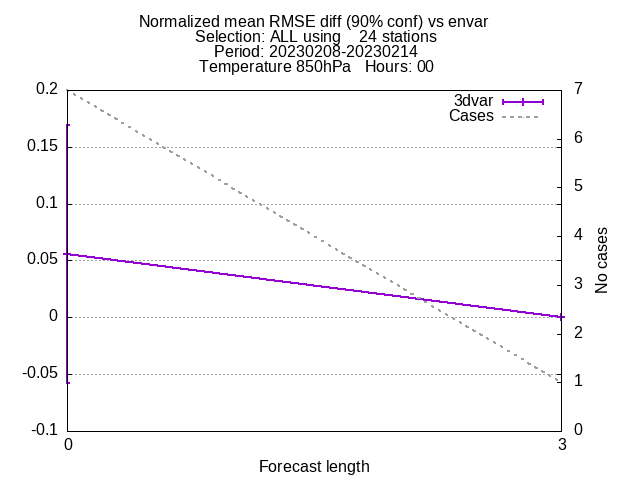 Normalized mean RMSE diff (90% conf) vs envar
Selection: ALL using    24 stations
Period: 20230208-20230214
Temperature 850hPa   Hours: 00
3dvar
Cases
0.2
0.15
0.1
0.05
0
-0.05
-0.1
7
6
5
4
3
2
1
0
No cases
0
3
Forecast length